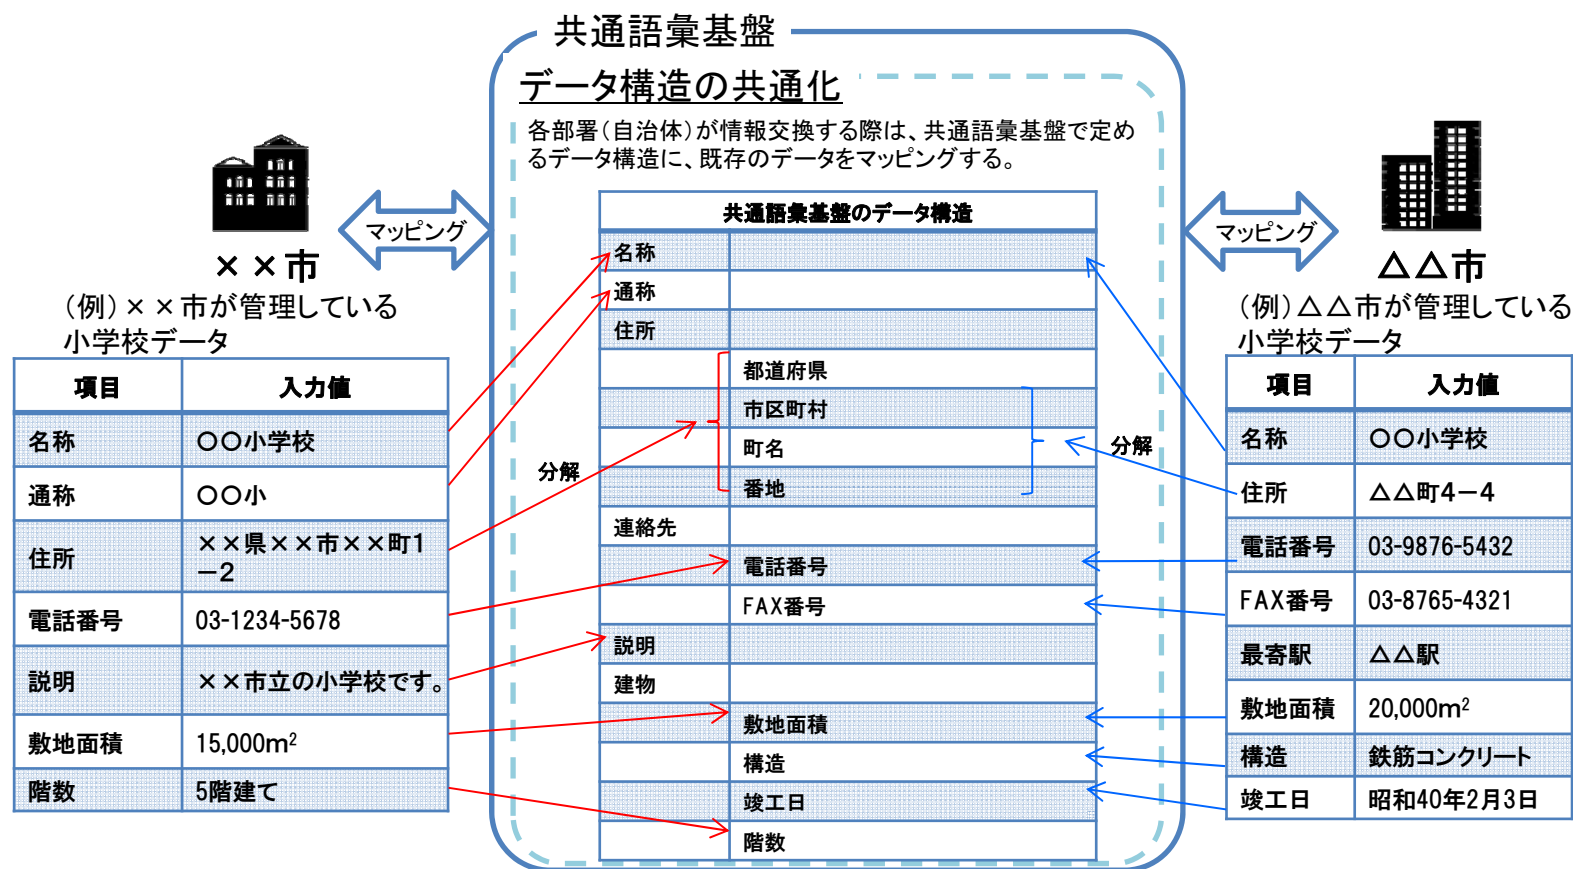 共通語彙基盤
データ構造の共通化
各部署（自治体）が情報交換する際は、共通語彙基盤で定め
るデータ構造に、既存のデータをマッピングする。
マッピング
××市
（例）××市が管理している
小学校データ
項目 入力値
名称 〇〇小学校
通称 〇〇小
住所 ××県××市××町1
－2
電話番号 03-1234-5678
説明 ××市立の小学校です。
敷地面積 15,000m²
階数 5階建て
分解
共通語彙基盤のデータ構造
名称
通称
住所
都道府県
市区町村
町名
番地
連絡先
電話番号
FAX番号
説明
建物
敷地面積
構造
竣工日
階数
分解
マッピング
△△市
（例）△△市が管理している
小学校データ
項目 入力値
名称 〇〇小学校
住所 △△町4－4
電話番号 03-9876-5432
FAX番号 03-8765-4321
最寄駅 △△駅
敷地面積 20,000m²
構造 鉄筋コンクリート
竣工日 昭和40年2月3日